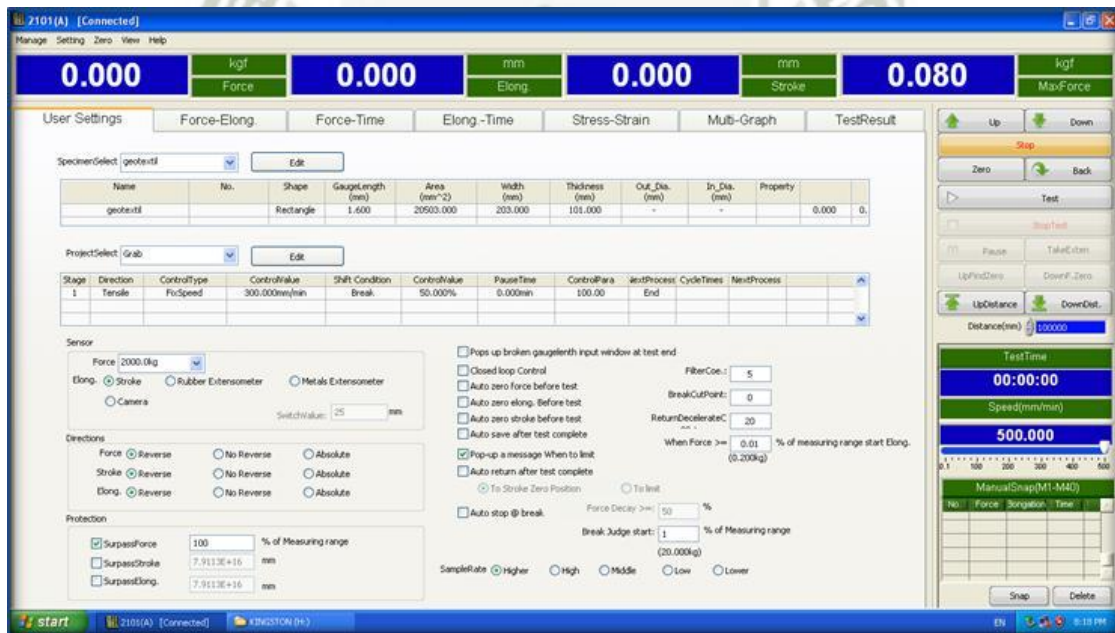 2101(A) [Connected]
Manage Setting Zero View Help
0.000 kgf Force 0.000 mm Elong. 0.000 mm Stroke 0.080 kgf MaxForce
User Settings Force-Elong. Force-Time Elong.-Time Stress-Strain Multi-Graph TestResult
SpecimenSelect geotextil Edit
Name No. Shape GaugeLength (mm) Area (mm^2) Width (mm) Thickness (mm) Out_Dia. (mm) In_Dia. (mm) Property
geotextil Rectangle 1.600 20503.000 203.000 101.000 - - 0.000 0.
ProjectSelect Grab Edit
Stage Direction ControlType ControlValue Shift Condition ControlValue PauseTime ControlPara NextProcess CycleTimes NextProcess
1 Tensile FixSpeed 300.000mm/min Break 50.000% 0.000min 100.00 End
Sensor
Force 2000.0kg
Elong. Stroke Rubber Extensometer Metals Extensometer
Camera
SwitchValue: 25 mm
Directions
Force Reverse No Reverse Absolute
Stroke Reverse No Reverse Absolute
Elong. Reverse No Reverse Absolute
Protection
SurpassForce 100 % of Measuring range
SurpassStroke 7.9113E+16 mm
SurpassElong. 7.9113E+16 mm
Pops up broken gaugelenth input window at test end
Closed loop Control
Auto zero force before test
Auto zero elong. Before test
Auto zero stroke before test
Auto save after test complete
Pop-up a message When to limit
Auto return after test complete
To Stroke Zero Position To limit
Auto stop @ break Force Decay >=: 50 %
Break Judge start: 1 % of Measuring range
(20.000kg)
SampleRate Higher High Middle Low Lower
FilterCoe.: 5
BreakCutPoint: 0
ReturnDecelerateC 20
When Force >= 0.01 % of measuring range start Elong.
(0.200kg)
Up Down
Stop
Zero Back
Test
StopTest
Pause TakeExten
UpFindZero DownF.Zero
UpDistance DownDist.
Distance(mm) 100000
TestTime
00:00:00
Speed(mm/min)
500.000
0.1 100 200 300 400 500
ManualSnap(M1-M40)
No. Force Elongation Time
Snap Delete
start 2101(A) [Connected] KINGSTON (H:) EN 8:18 PM